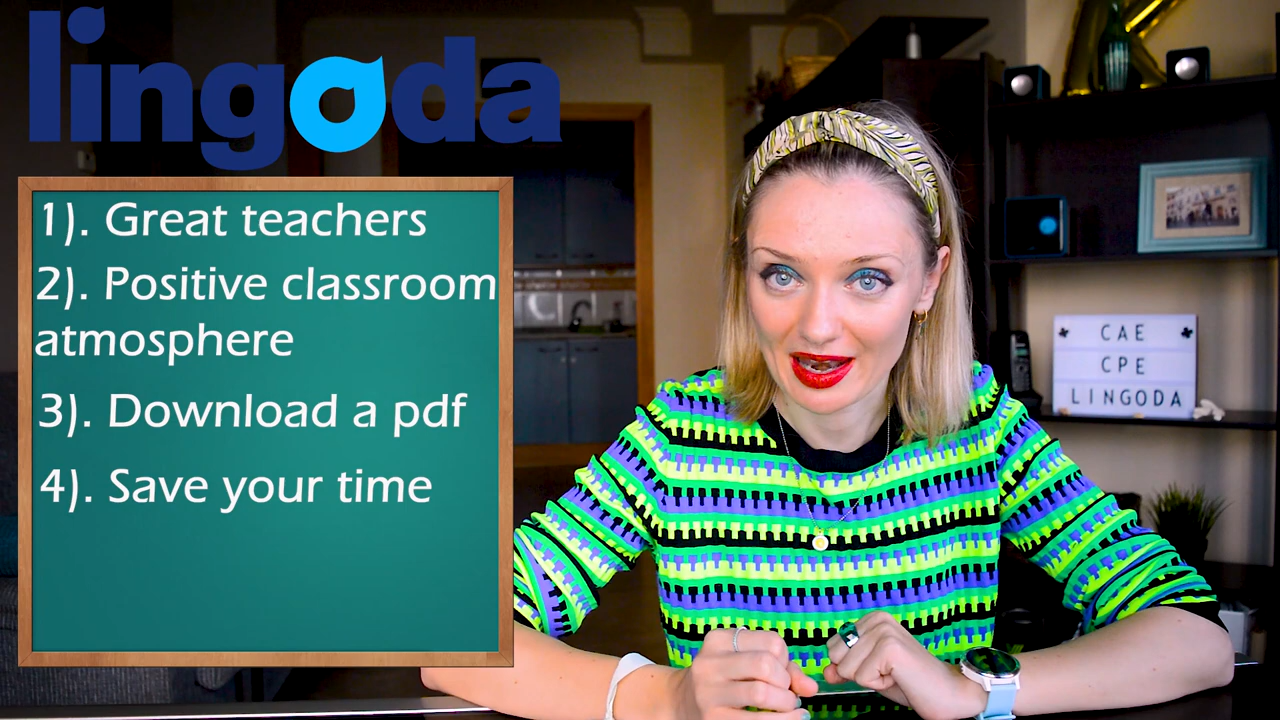 lingoda
1). Great teachers
2). Positive classroom
atmosphere
3). Download a pdf
4). Save your time
CAE
CPE
LINGODA